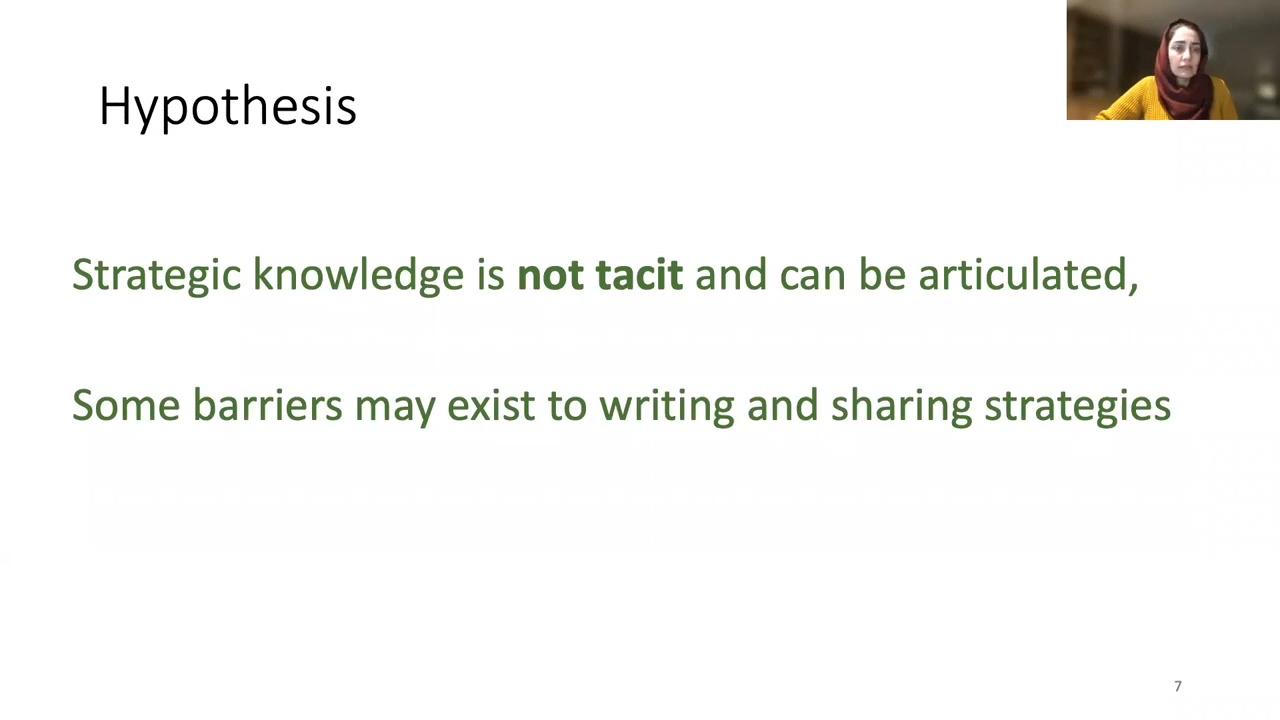 Hypothesis
Strategic knowledge is not tacit and can be articulated,
Some barriers may exist to writing and sharing strategies
7